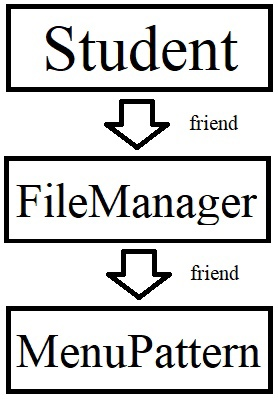 Student
friend
FileManager
friend
MenuPattern